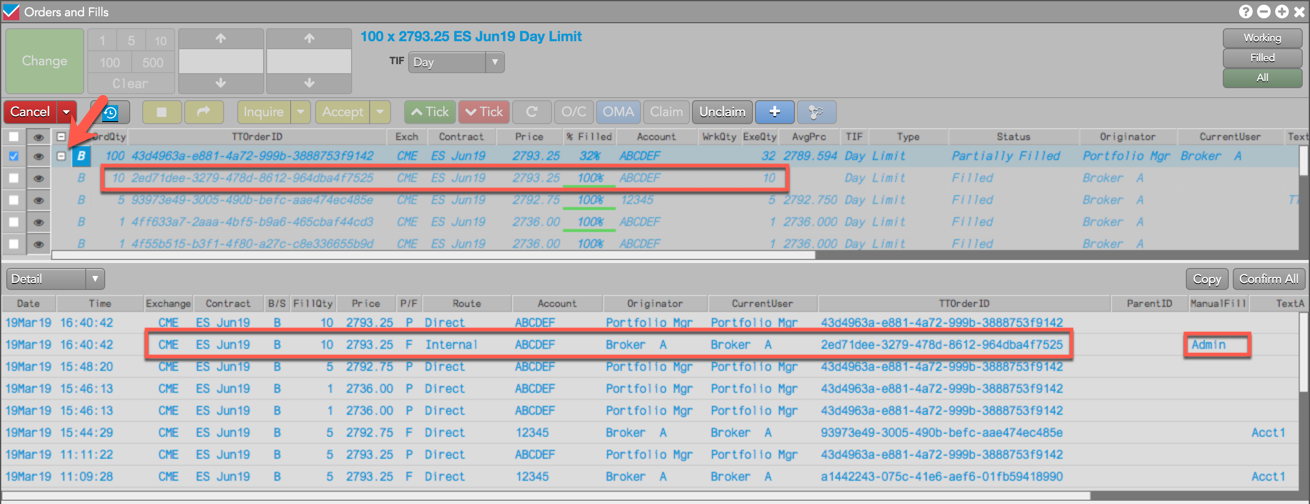 Orders and Fills
Change
1 5 10
100 500
Clear
100 x 2793.25 ES Jun19 Day Limit
TIF Day
Working
Filled
All
Cancel Inquire Accept Tick Tick C O/C OMA Claim Unclaim +
OrdQty TTOrderID Exch Contract Price % Filled Account WrkQty ExeQty AvgPrc TIF Type Status Originator CurrentUser Text
B 100 43d4963a-e881-4a72-999b-3888753f9142 CME ES Jun19 2793.25 32% ABCDEF 32 2789.594 Day Limit Partially Filled Portfolio Mgr Broker A
B 10 2ed71dee-3279-478d-8612-964dba4f7525 CME ES Jun19 2793.25 100% ABCDEF 10 Day Limit Filled Broker A
B 5 93973e49-3005-490b-befc-aae474ec485e CME ES Jun19 2792.75 100% 12345 5 2792.750 Day Limit Filled Broker A
B 1 4ff633a7-2aaa-4bf5-b9a6-465cbaf44cd3 CME ES Jun19 2736.00 100% ABCDEF 1 2736.000 Day Limit Filled Broker A
B 1 4f55b515-b3f1-4f80-a27c-c8e336655b9d CME ES Jun19 2736.00 100% ABCDEF 1 2736.000 Day Limit Filled Broker A
Detail Copy Confirm All
Date Time Exchange Contract B/S FillQty Price P/F Route Account Originator CurrentUser TTOrderID ParentID ManualFill TextA
19Mar19 16:40:42 CME ES Jun19 B 10 2793.25 P Direct ABCDEF Portfolio Mgr Portfolio Mgr 43d4963a-e881-4a72-999b-3888753f9142
19Mar19 16:40:42 CME ES Jun19 B 10 2793.25 F Internal ABCDEF Broker A Broker A 2ed71dee-3279-478d-8612-964dba4f7525 Admin
19Mar19 15:48:20 CME ES Jun19 B 5 2792.75 P Direct ABCDEF Portfolio Mgr Portfolio Mgr 43d4963a-e881-4a72-999b-3888753f9142
19Mar19 15:46:13 CME ES Jun19 B 1 2736.00 P Direct ABCDEF Portfolio Mgr Portfolio Mgr 43d4963a-e881-4a72-999b-3888753f9142
19Mar19 15:46:13 CME ES Jun19 B 1 2736.00 P Direct ABCDEF Portfolio Mgr Portfolio Mgr 43d4963a-e881-4a72-999b-3888753f9142
19Mar19 15:44:29 CME ES Jun19 B 5 2792.75 F Direct 12345 Broker A Broker A 93973e49-3005-490b-befc-aae474ec485e Acct1
19Mar19 11:11:22 CME ES Jun19 B 5 2793.25 P Direct ABCDEF Portfolio Mgr Portfolio Mgr 43d4963a-e881-4a72-999b-3888753f9142
19Mar19 11:09:28 CME ES Jun19 B 5 2793.25 F Direct 12345 Broker A Broker A a1442243-075c-41e6-aef6-01fb59418990 Acct1